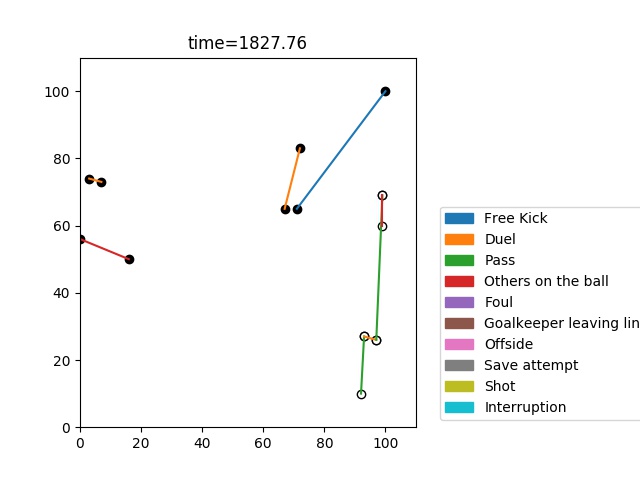 time=1827.76
100
80
60
40
20
0
0 20 40 60 80 100
Free Kick
Duel
Pass
Others on the ball
Foul
Goalkeeper leaving lin
Offside
Save attempt
Shot
Interruption